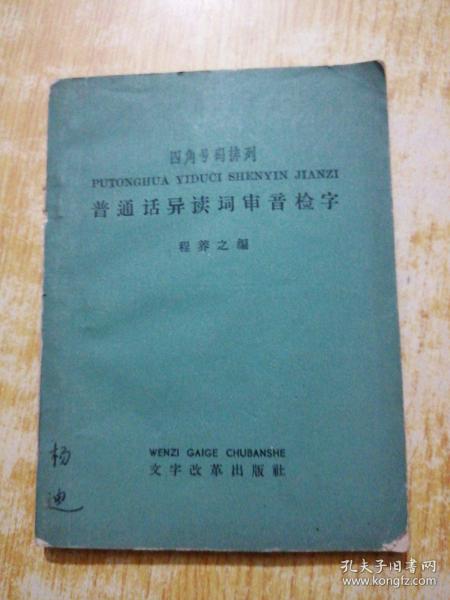 四角号码排列
PUTONGHUA YIDUCI SHENYIN JIANZI
普通话异读词审音检字
程养之编
WENZI GAIGE CHUBANSHE
文字改革出版社
杨
迪
孔夫子旧书网
www.kongfz.com